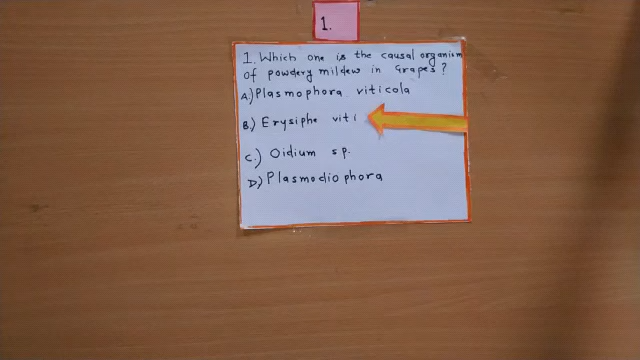 1.
1. Which one is the causal organism
of powdery mildew in Grapes?
A.) Plasmophora viticola
B.) Erysiphe viti
C.) Oidium sp.
D.) Plasmodiophora